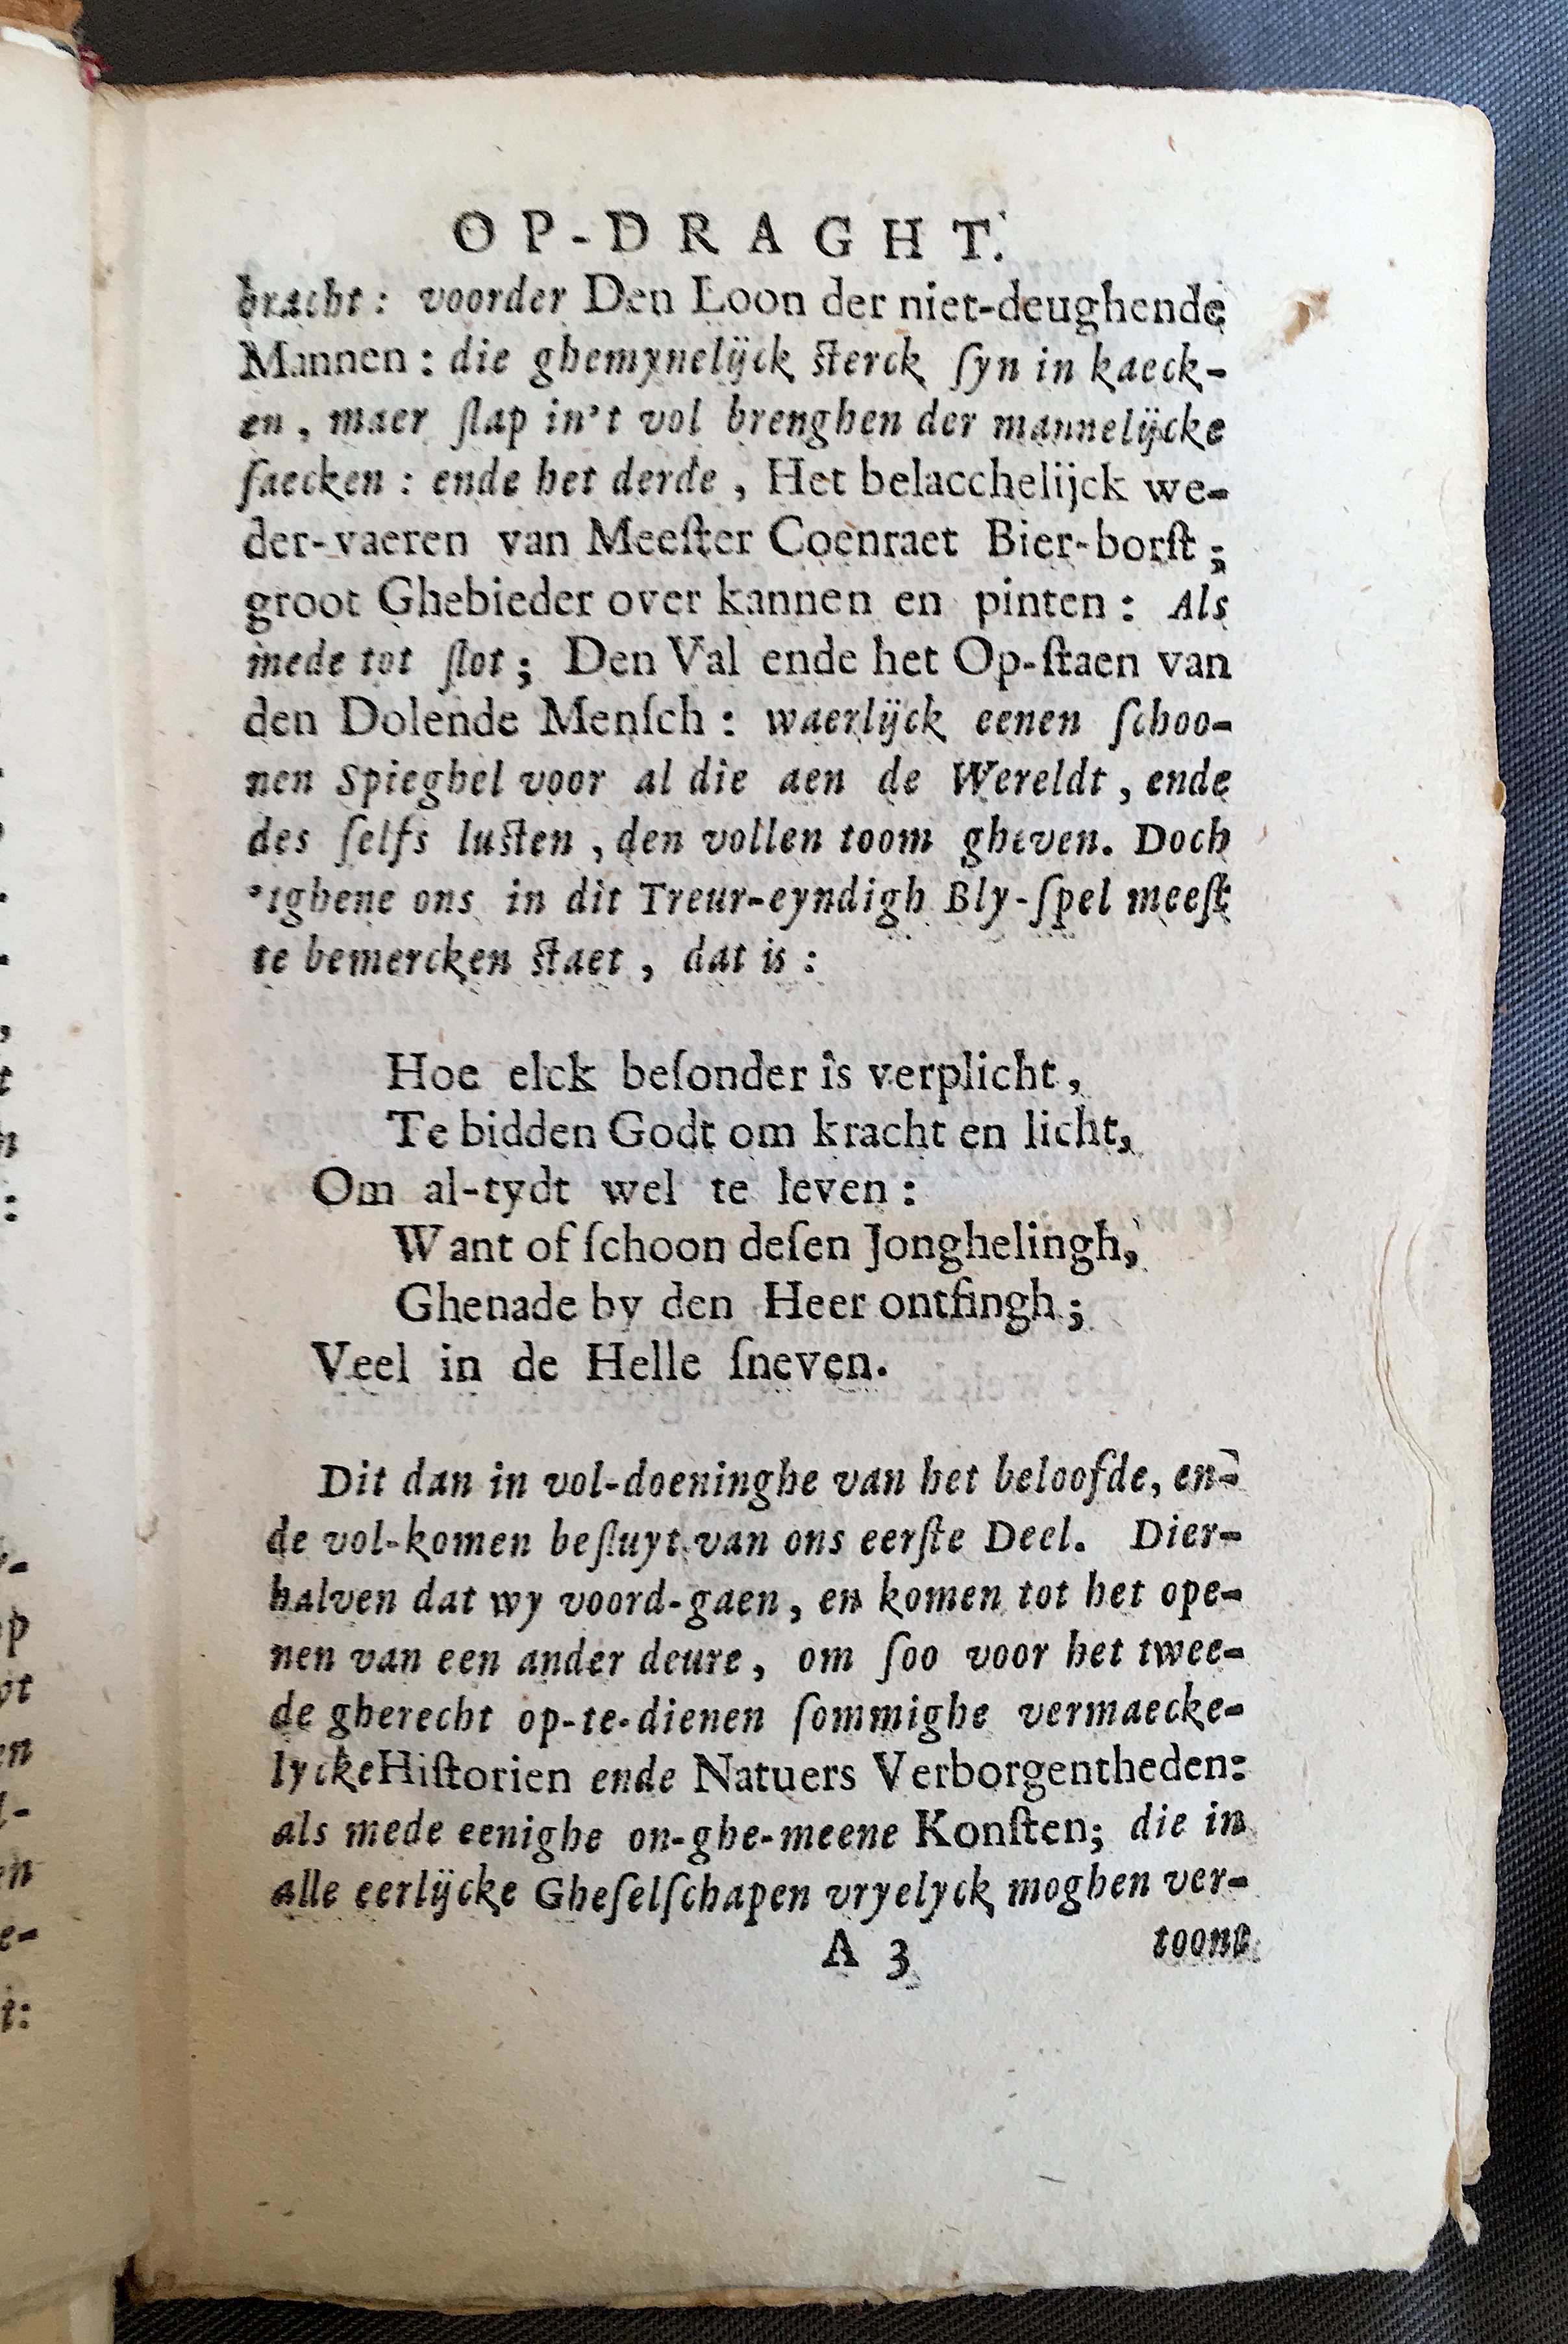 OP-DRAGHT.
bracht : voorder Den Loon der niet-deughende
Mannen : die ghemynelijck sterck ſyn in kaeck-
en , maer ſlap in't vol brenghen der mannelijcke
ſaecken : ende het derde , Het belacchelijck we-
der-vaeren van Meeſter Coenraet Bier-borſt ;
groot Ghebieder over kannen en pinten : Als
mede tot ſlot ; Den Val ende het Op-ſtaen van
den Dolende Menſch : waerlijck eenen ſchoo-
nen Spieghel voor al die aen de Wereldt , ende
des ſelfs luſten , den vollen toom gheven. Doch
'tghene ons in dit Treur-eyndigh Bly-ſpel meeſt
te bemercken ſtaet , dat is :
Hoe elck beſonder is verplicht,
Te bidden Godt om kracht en licht,
Om al-tydt wel te leven :
Want of ſchoon deſen Jonghelingh,
Ghenade by den Heer ontfingh ;
Veel in de Helle ſneven.
Dit dan in vol-doeninghe van het beloofde, en-
de vol-komen beſluyt van ons eerſte Deel. Dier-
halven dat wy voord-gaen, en komen tot het ope-
nen van een ander deure, om ſoo voor het twee-
de gherecht op-te-dienen ſommighe vermaecke-
lycke Hiſtorien ende Natuers Verborgentheden:
als mede eenighe on-ghe-meene Konſten; die in
alle eerlijcke Gheſelſchapen vryelyck moghen ver-
A 3 toone